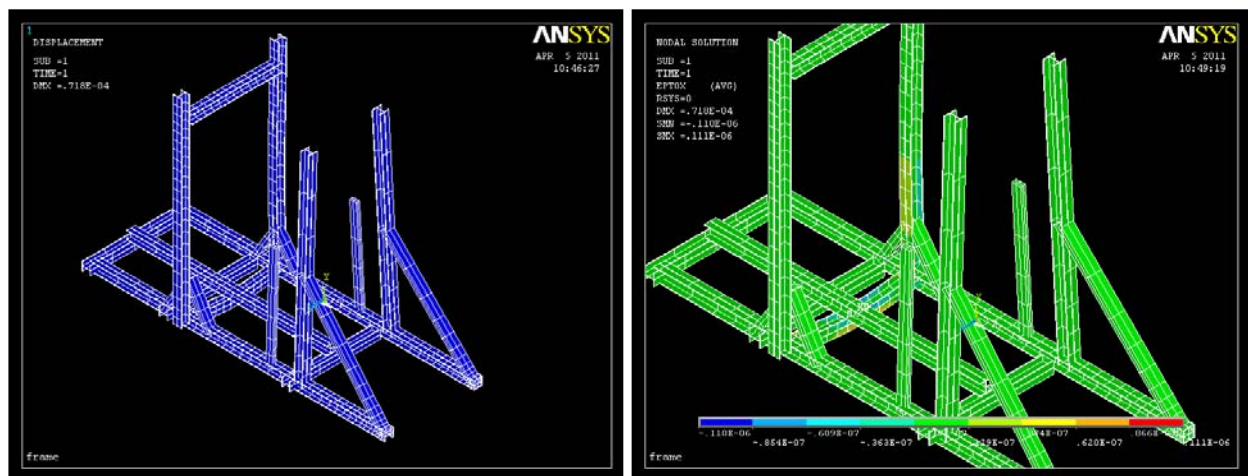 1
DISPLACEMENT
SUB =1
TIME=1
DMX =.718E-04
ANSYS
APR 5 2011
10:46:27
frame
NODAL SOLUTION
SUB =1
TIME=1
EPTOX (AVG)
RSYS=0
DMX =.718E-04
SMN =-.110E-06
SMX =.111E-06
ANSYS
APR 5 2011
10:49:19
-.110E-06 -.854E-07 -.609E-07 -.363E-07 .620E-07 .111E-06
frame